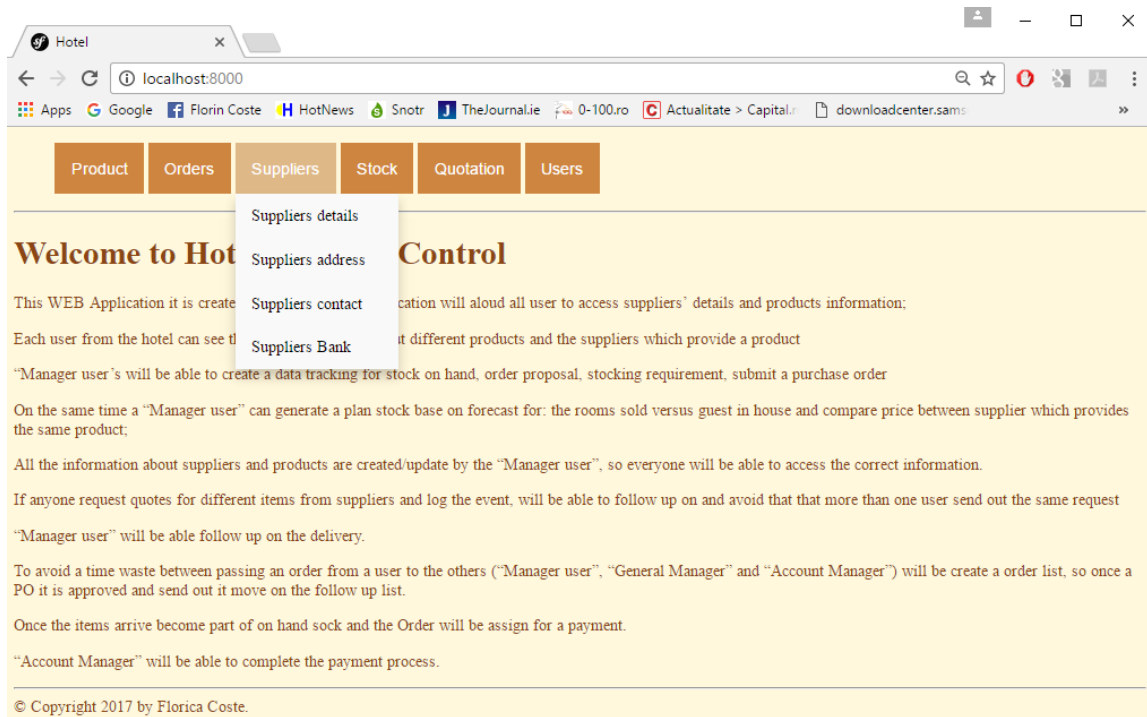 Hotel
localhost:8000
Apps Google Florin Coste HotNews Snotr TheJournal.ie 0-100.ro Actualitate > Capital.r downloadcenter.sams
Product Orders Suppliers Stock Quotation Users
Suppliers details
Suppliers address
Suppliers contact
Suppliers Bank
Welcome to Hot Control
This WEB Application it is create cation will aloud all user to access suppliers’ details and products information;
Each user from the hotel can see t different products and the suppliers which provide a product
“Manager user’s will be able to create a data tracking for stock on hand, order proposal, stocking requirement, submit a purchase order
On the same time a “Manager user” can generate a plan stock base on forecast for: the rooms sold versus guest in house and compare price between supplier which provides
the same product;
All the information about suppliers and products are created/update by the “Manager user”, so everyone will be able to access the correct information.
If anyone request quotes for different items from suppliers and log the event, will be able to follow up on and avoid that that more than one user send out the same request
“Manager user” will be able follow up on the delivery.
To avoid a time waste between passing an order from a user to the others (“Manager user”, “General Manager” and “Account Manager”) will be create a order list, so once a
PO it is approved and send out it move on the follow up list.
Once the items arrive become part of on hand sock and the Order will be assign for a payment.
“Account Manager” will be able to complete the payment process.
© Copyright 2017 by Florica Coste.